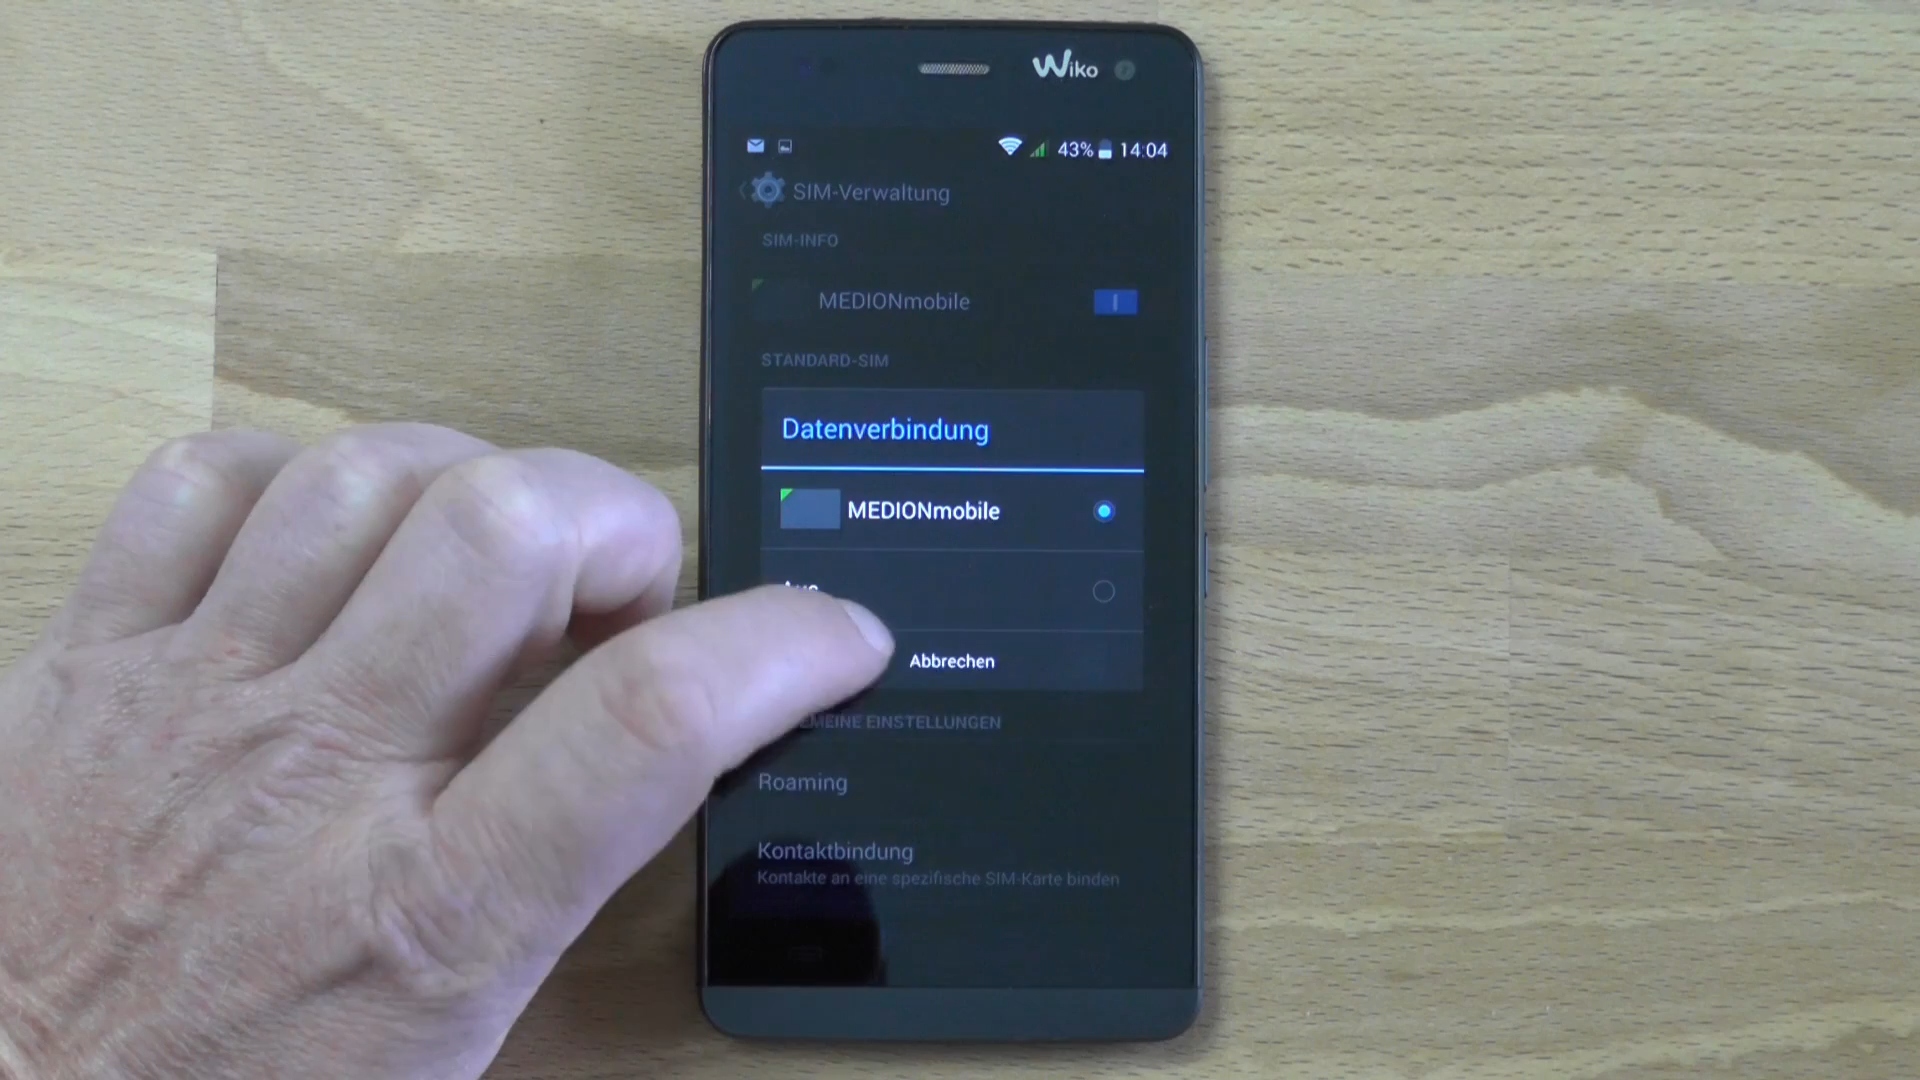 Wiko
43% 14:04
SIM-Verwaltung
SIM-INFO
MEDIONmobile
STANDARD-SIM
Datenverbindung
MEDIONmobile
Abbrechen
EINSTELLUNGEN
Roaming
Kontaktbindung
Kontakte an eine spezifische SIM-Karte binden